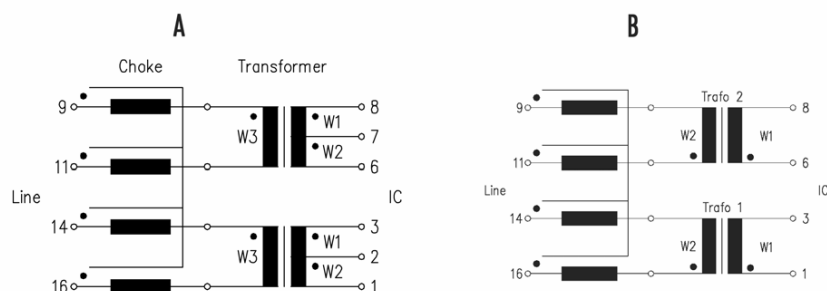 A
B
Choke Transformer
9
8
W3
W1
7
W2
11
6
Line
IC
14
3
W3
W1
2
W2
16
1
Trafo 2
9
8
W2
W1
11
6
Line
IC
Trafo 1
14
3
W2
W1
16
1